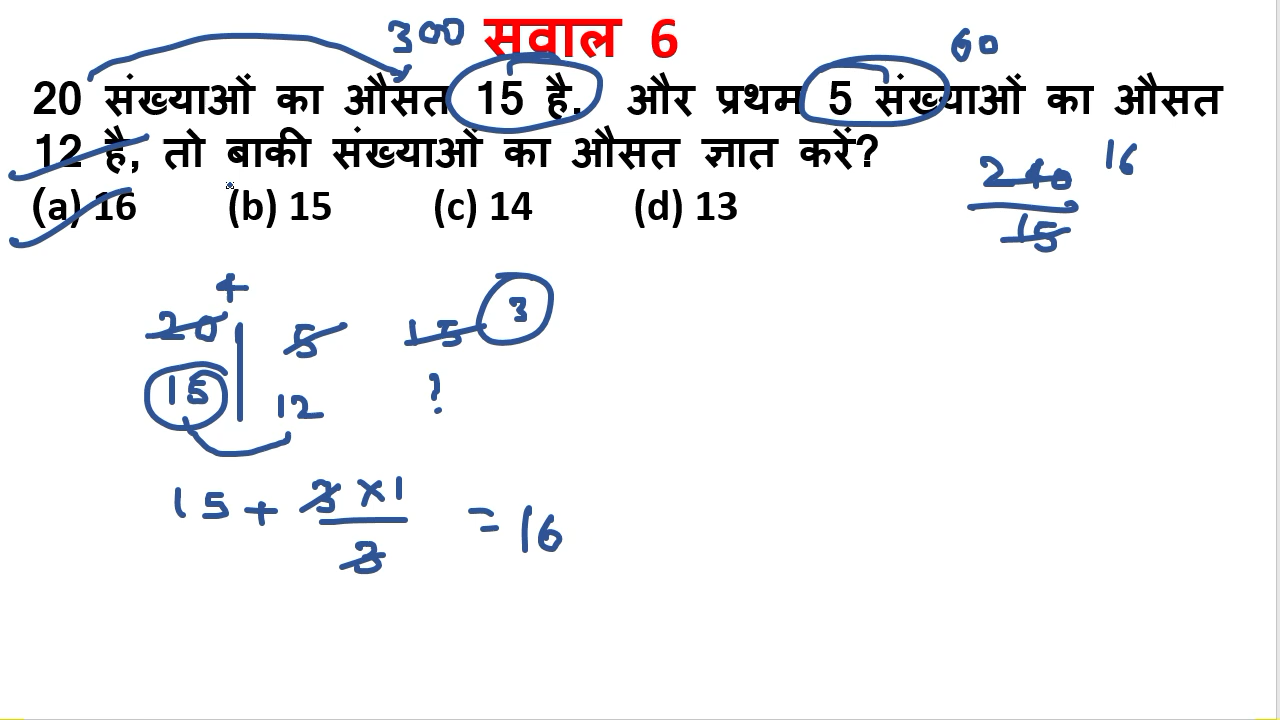 300 सवाल 6 60
20 संख्याओं का औसत 15 है. और प्रथम 5 संख्याओं का औसत
12 है, तो बाकी संख्याओं का औसत ज्ञात करें?
240 16
(a) 16 (b) 15 (c) 14 (d) 13
15
4
20 5 15 3
15 12 ?
15 + 3 × 1 = 16
3